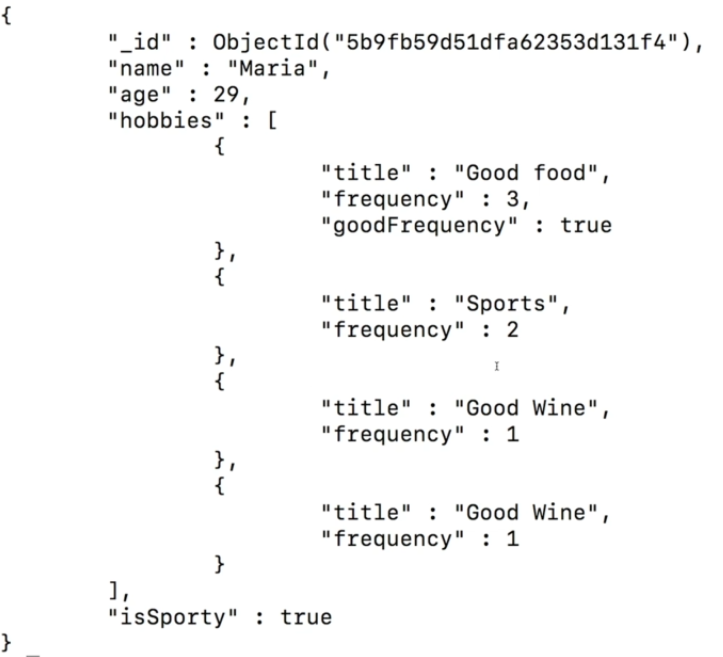 {
"_id" : ObjectId("5b9fb59d51dfa62353d131f4"),
"name" : "Maria",
"age" : 29,
"hobbies" : [
{
"title" : "Good food",
"frequency" : 3,
"goodFrequency" : true
},
{
"title" : "Sports",
"frequency" : 2
},
{
"title" : "Good Wine",
"frequency" : 1
},
{
"title" : "Good Wine",
"frequency" : 1
}
],
"isSporty" : true
}